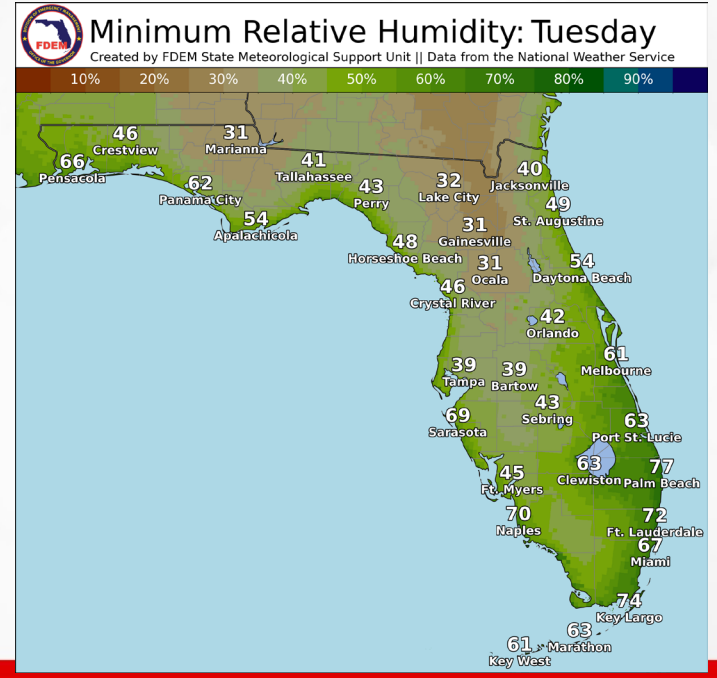 Minimum Relative Humidity: Tuesday
Created by FDEM State Meteorological Support Unit || Data from the National Weather Service
FDEM
10% 20% 30% 40% 50% 60% 70% 80% 90%
46
Crestview
31
Marianna
66
Pensacola
41
Tallahassee
62
Panama City
43
Perry
32
Lake City
40
Jacksonville
54
Apalachicola
49
St. Augustine
31
Gainesville
48
Horseshoe Beach
31
Ocala
54
Daytona Beach
46
Crystal River
42
Orlando
61
Melbourne
39
Tampa
39
Bartow
43
Sebring
69
Sarasota
63
Port St. Lucie
63
Clewiston
77
Palm Beach
45
Ft. Myers
70
Naples
72
Ft. Lauderdale
67
Miami
74
Key Largo
63
Marathon
61
Key West